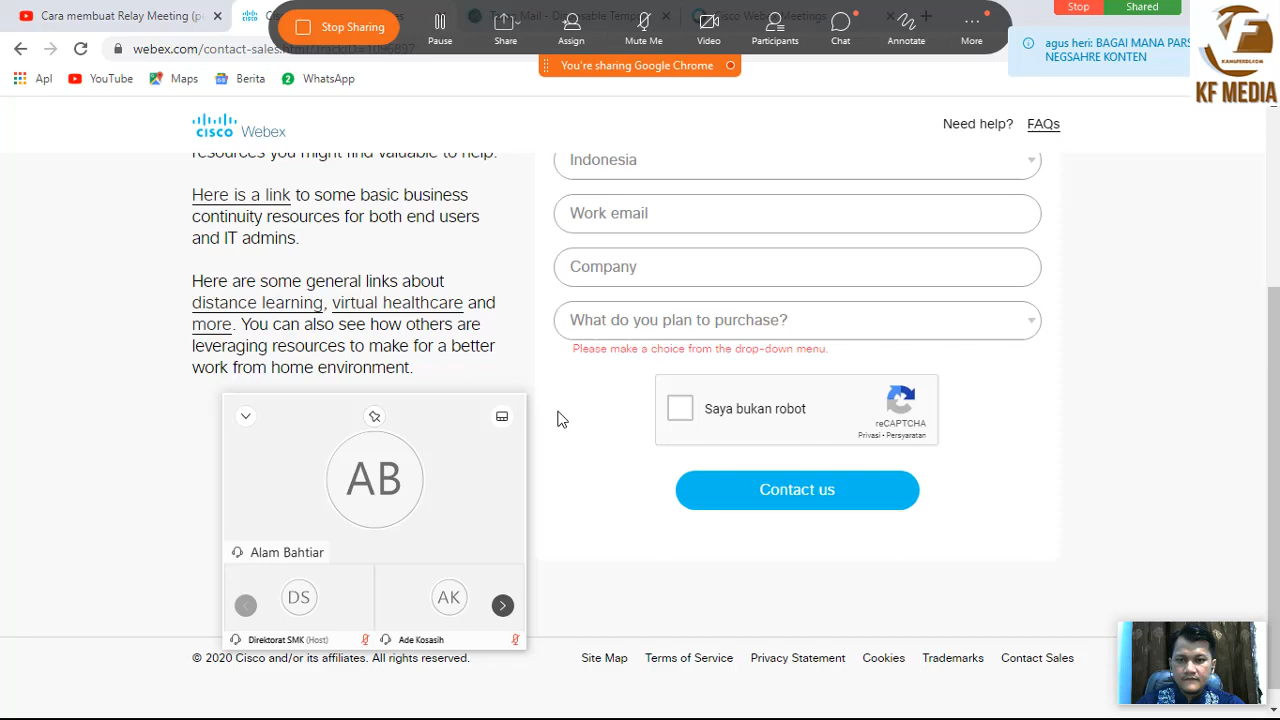 Cara membuat Relay Meeting (pe
Stop Sharing
Pause
Share
Assign
Mute Me
Video
Participants
Chat
Annotate
More
Stop
Shared
You're sharing Google Chrome
agus heri: BAGAI MANA PARS
NEGSAHRE KONTEN
KF MEDIA
webex.com/contact-sales.html
Apl
YouTube
Maps
Berita
WhatsApp
CISCO Webex
Need help? FAQs
resources you might find valuable to help.
Here is a link to some basic business
continuity resources for both end users
and IT admins.
Here are some general links about
distance learning, virtual healthcare and
more. You can also see how others are
leveraging resources to make for a better
work from home environment.
Indonesia
Work email
Company
What do you plan to purchase?
Please make a choice from the drop-down menu.
Saya bukan robot
reCAPTCHA
Privasi • Persyaratan
Contact us
AB
Alam Bahtiar
DS
AK
Direktorat SMK (Host)
Ade Kosasih
© 2020 Cisco and/or its affiliates. All rights reserved.
Site Map
Terms of Service
Privacy Statement
Cookies
Trademarks
Contact Sales